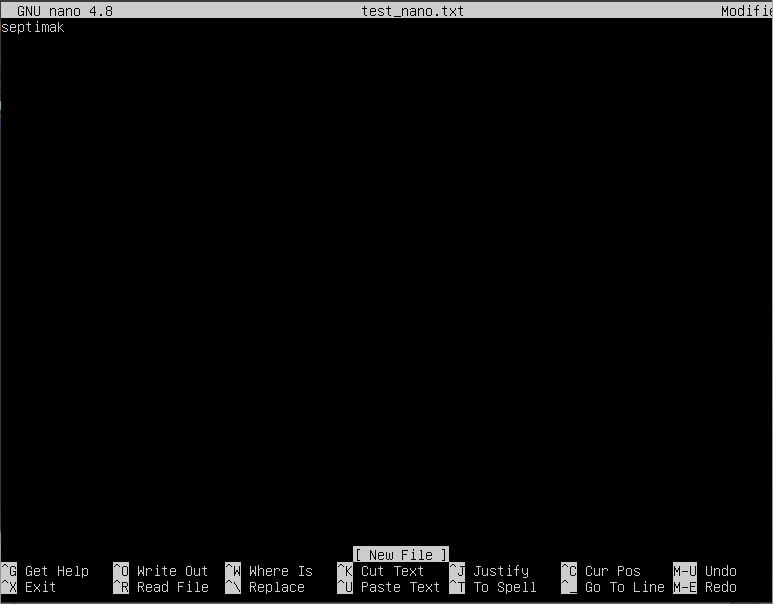 GNU nano 4.8 test_nano.txt Modifie
septimak
[ New File ]
^G Get Help ^O Write Out ^W Where Is ^K Cut Text ^J Justify ^C Cur Pos M-U Undo
^X Exit ^R Read File ^\ Replace ^U Paste Text ^T To Spell ^_ Go To Line M-E Redo